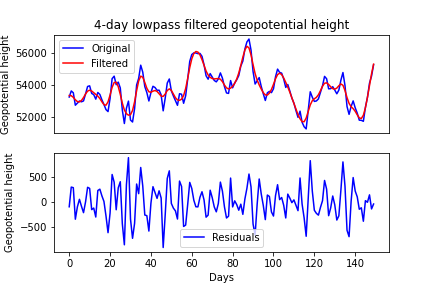 4-day lowpass filtered geopotential height
Geopotential height
56000
54000
52000
Original
Filtered
Geopotential height
500
0
−500
Residuals
0 20 40 60 80 100 120 140
Days